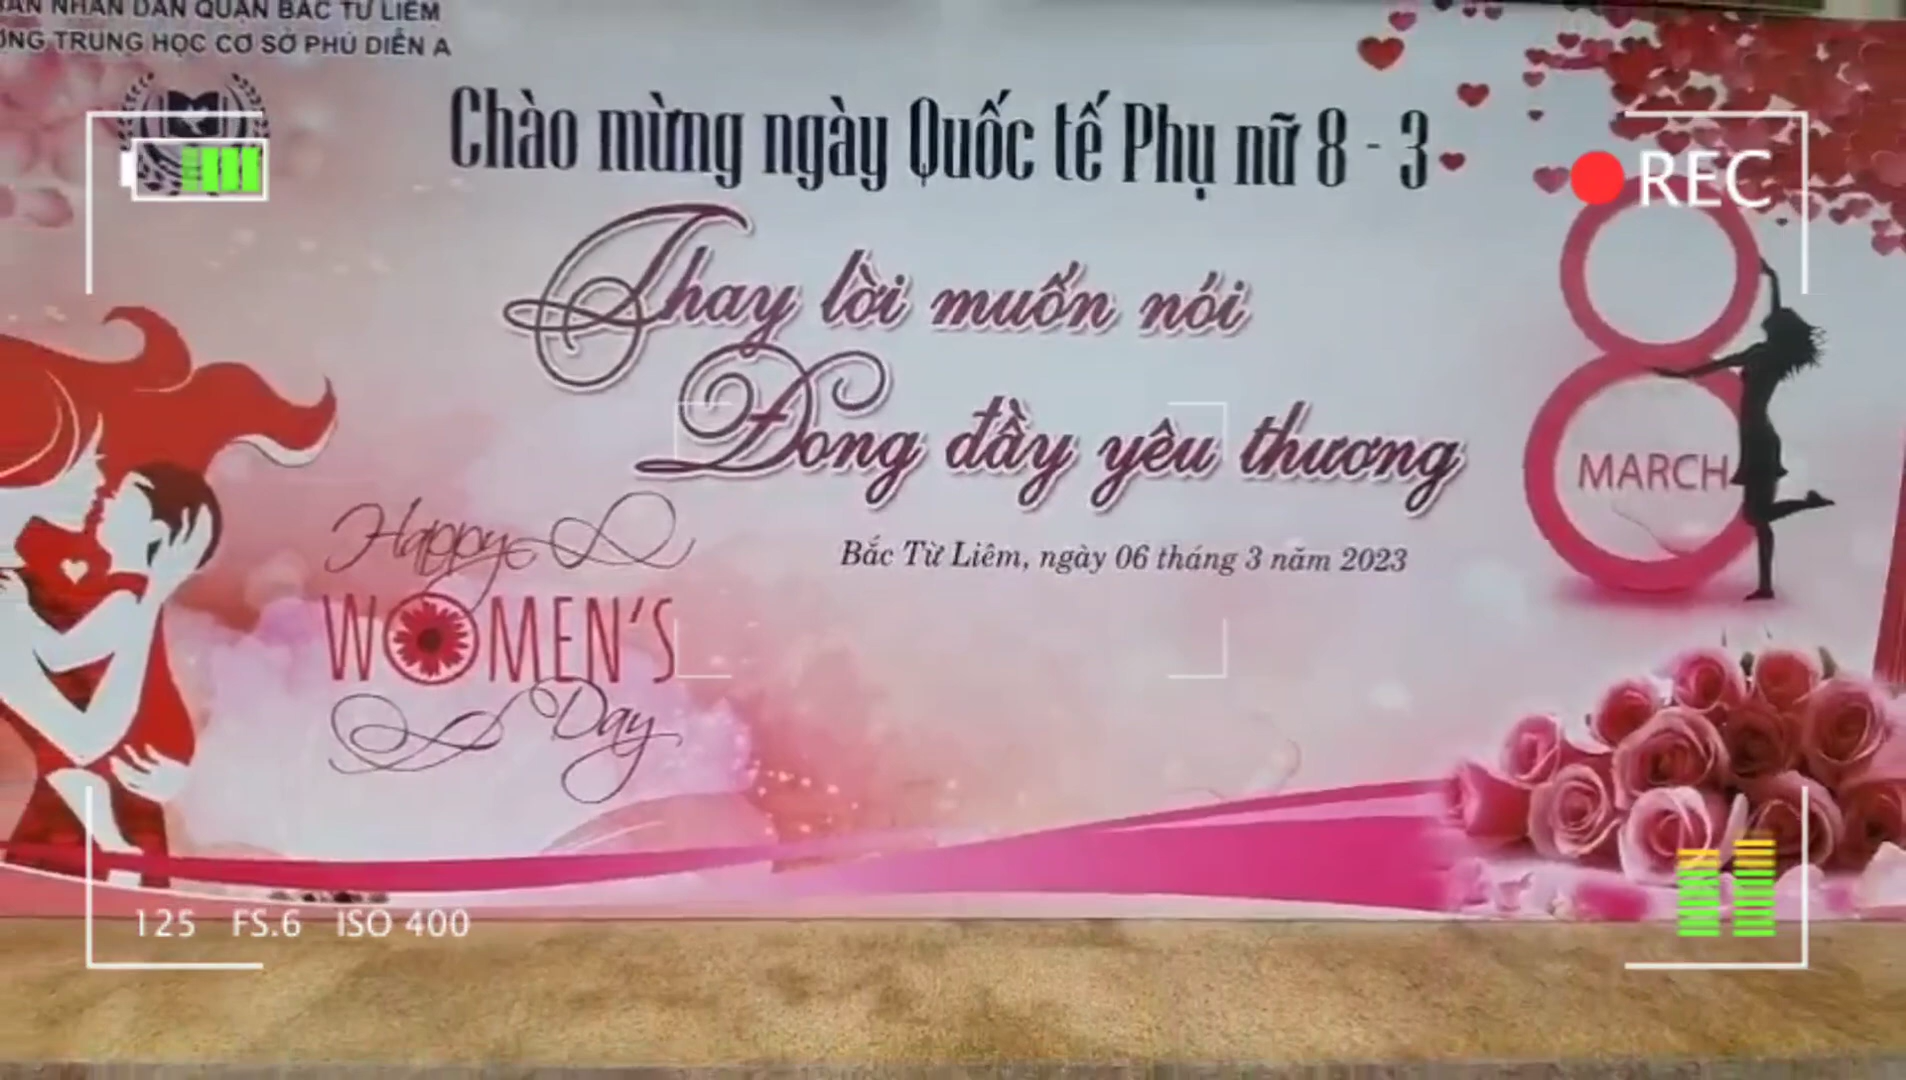 NHÂN DÂN QUẬN BẮC TỪ LIÊM
TRUNG HỌC CƠ SỞ PHÚ DIỄN A
Chào mừng ngày Quốc tế Phụ nữ 8 - 3
REC
Thay lời muốn nói
Đong đầy yêu thương
MARCH
Bắc Từ Liêm, ngày 06 tháng 3 năm 2023
Happy
WOMEN'S
Day
125 FS.6 ISO 400